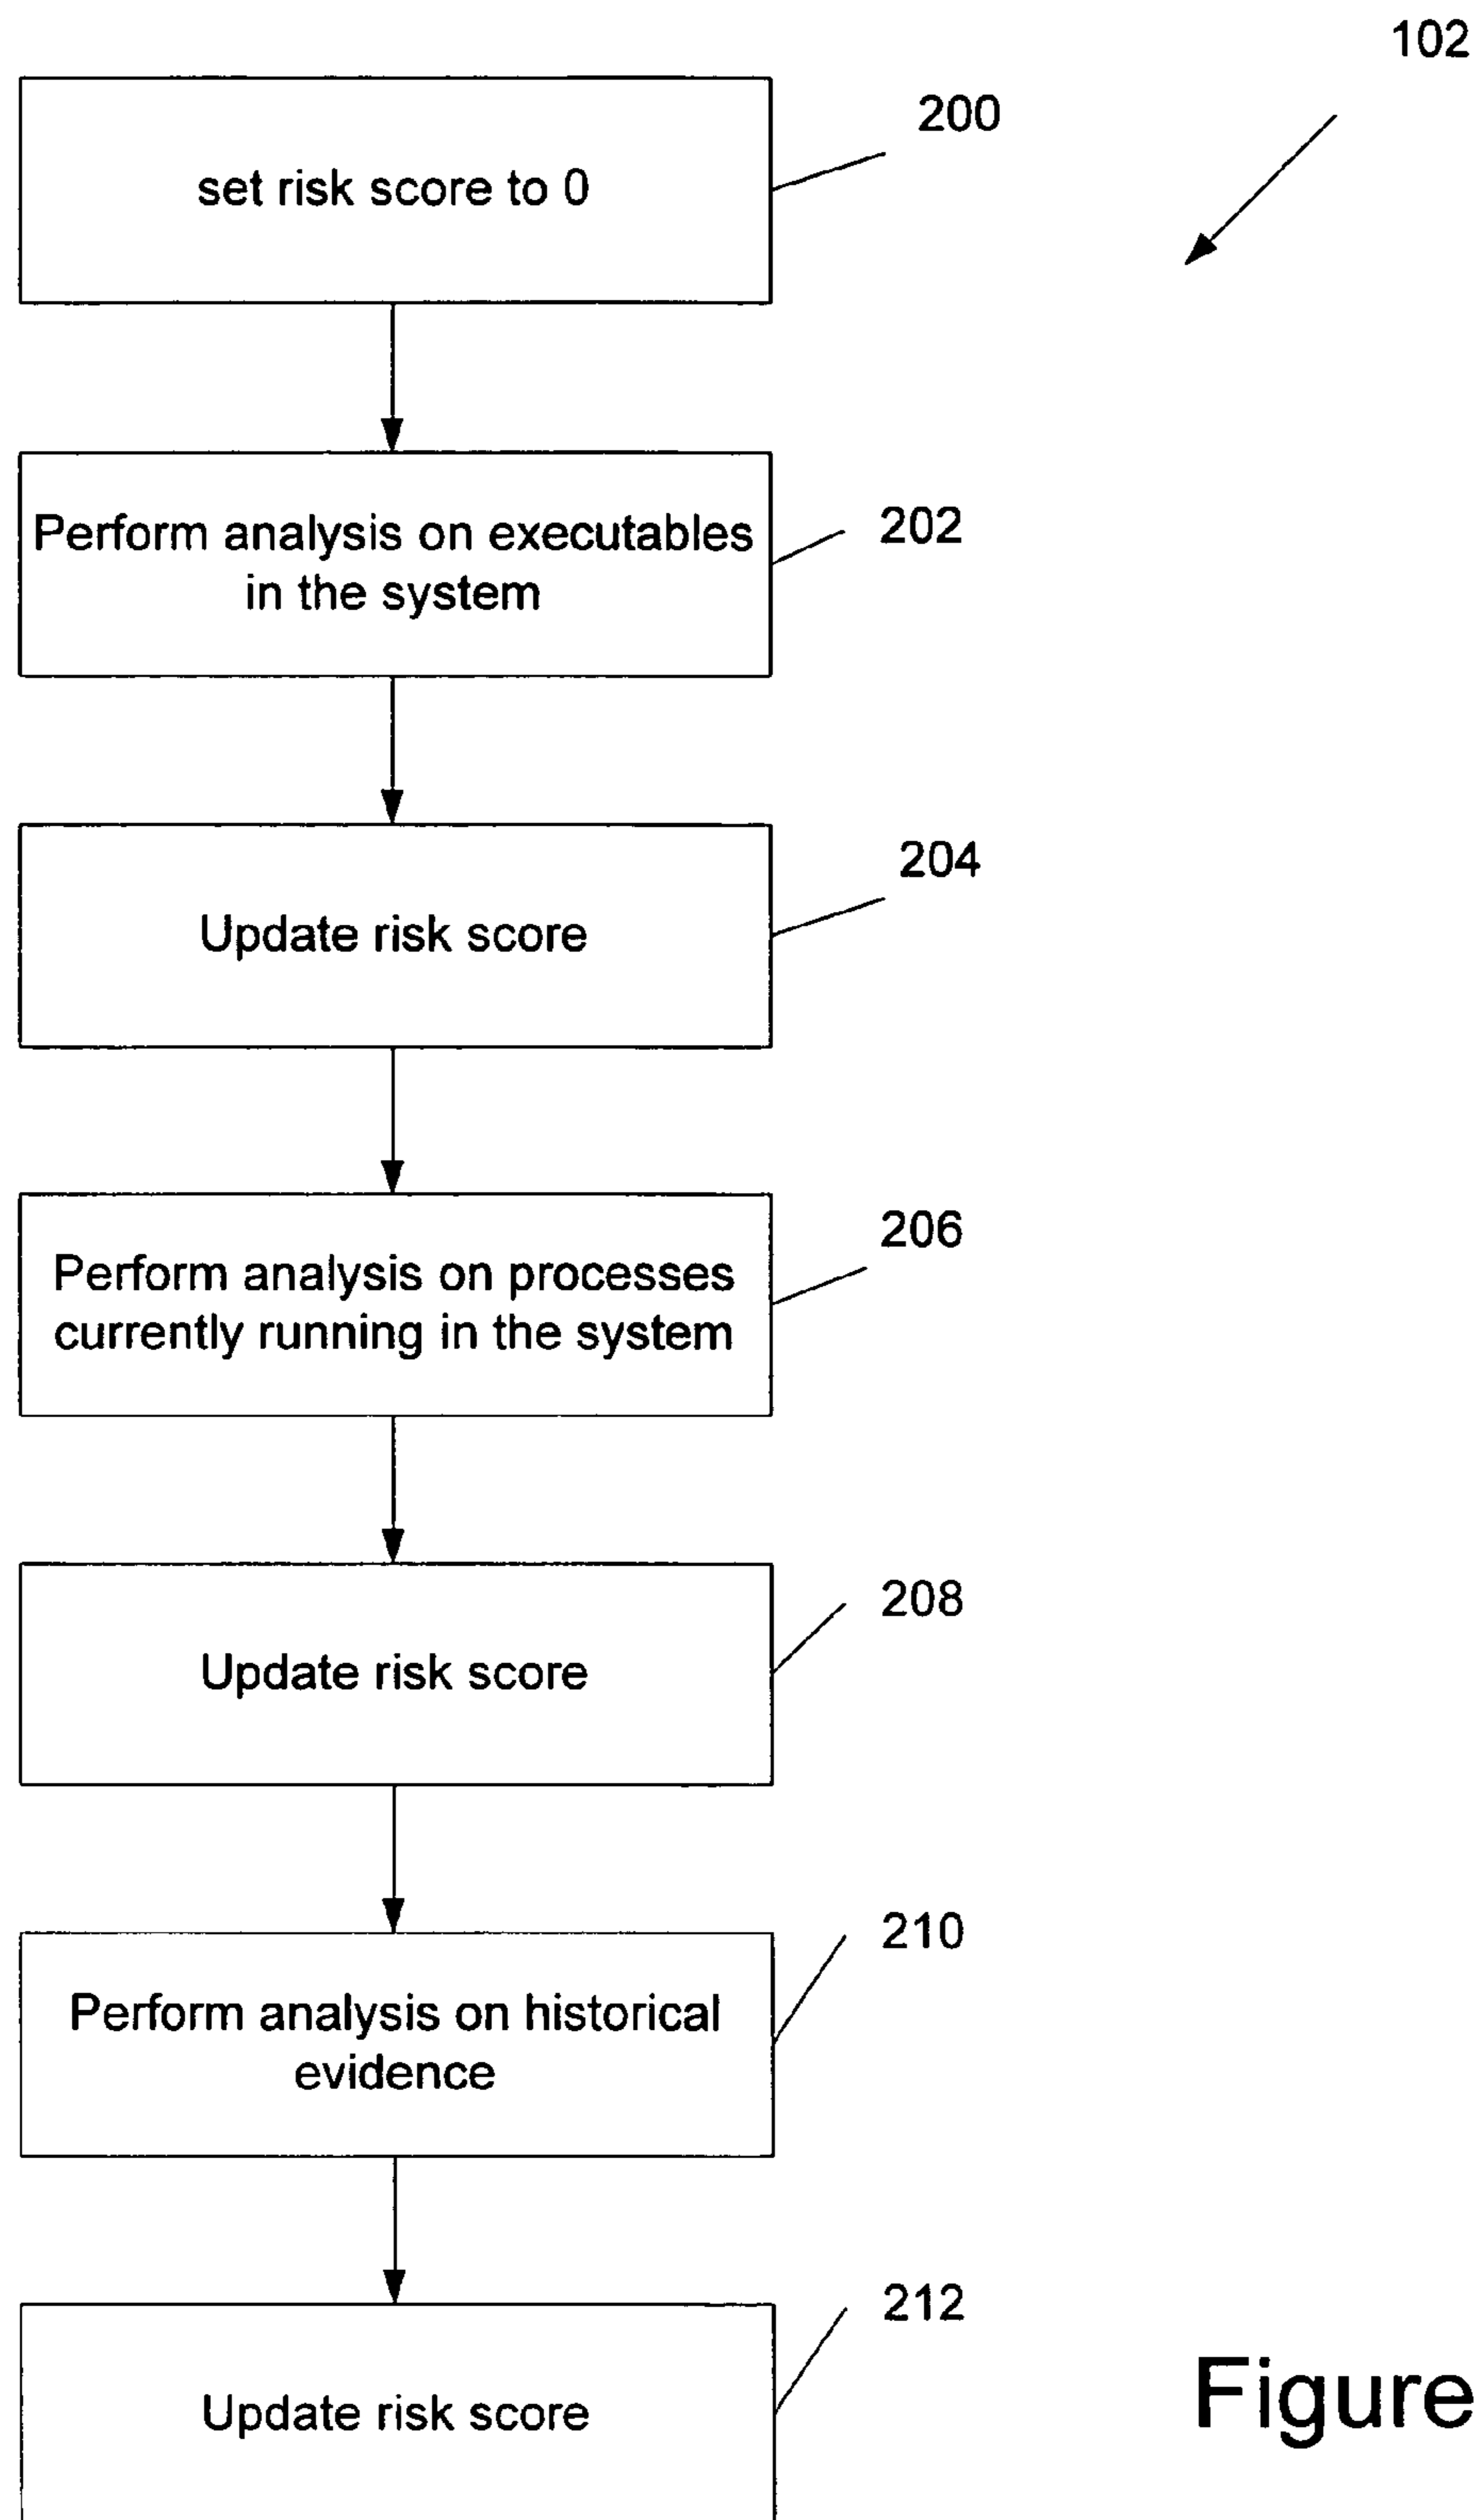 102
200
set risk score to 0
202
Perform analysis on executables
in the system
204
Update risk score
206
Perform analysis on processes
currently running in the system
208
Update risk score
210
Perform analysis on historical
evidence
212
Update risk score
Figure